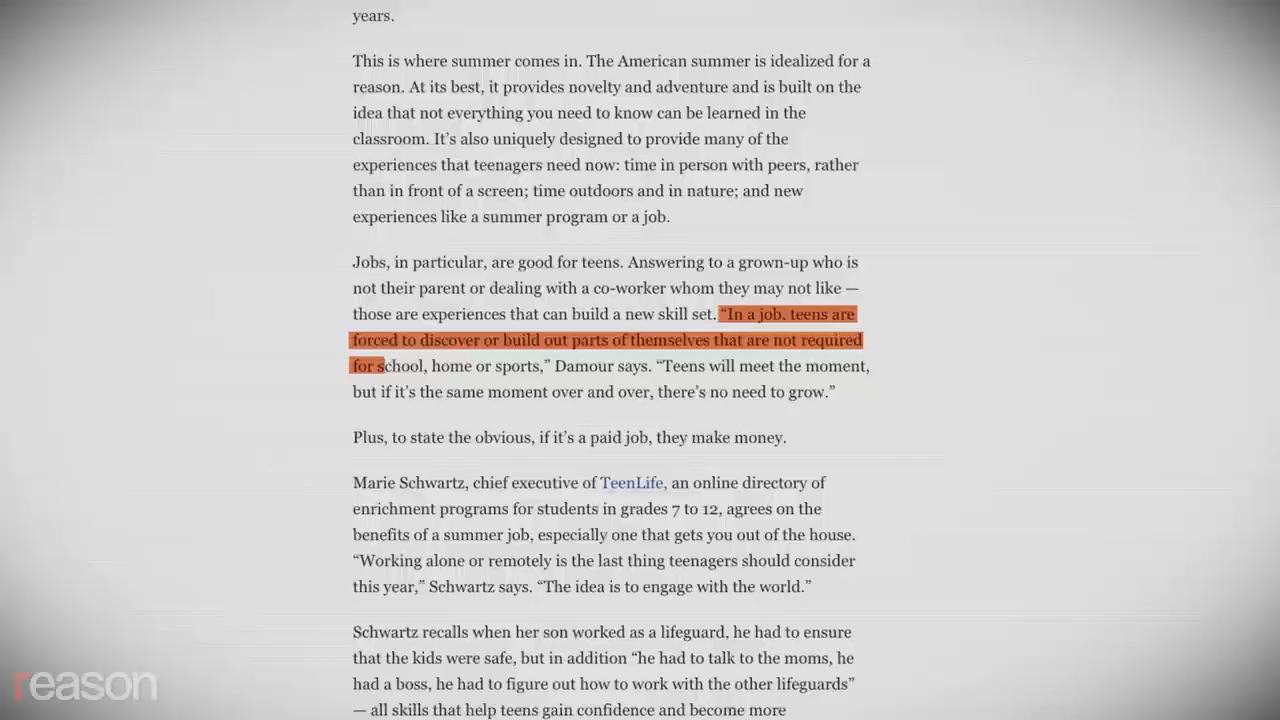 years.
This is where summer comes in. The American summer is idealized for a
reason. At its best, it provides novelty and adventure and is built on the
idea that not everything you need to know can be learned in the
classroom. It’s also uniquely designed to provide many of the
experiences that teenagers need now: time in person with peers, rather
than in front of a screen; time outdoors and in nature; and new
experiences like a summer program or a job.
Jobs, in particular, are good for teens. Answering to a grown-up who is
not their parent or dealing with a co-worker whom they may not like —
those are experiences that can build a new skill set. “In a job, teens are
forced to discover or build out parts of themselves that are not required
for school, home or sports,” Damour says. “Teens will meet the moment,
but if it’s the same moment over and over, there’s no need to grow.”
Plus, to state the obvious, if it’s a paid job, they make money.
Marie Schwartz, chief executive of TeenLife, an online directory of
enrichment programs for students in grades 7 to 12, agrees on the
benefits of a summer job, especially one that gets you out of the house.
“Working alone or remotely is the last thing teenagers should consider
this year,” Schwartz says. “The idea is to engage with the world.”
Schwartz recalls when her son worked as a lifeguard, he had to ensure
that the kids were safe, but in addition “he had to talk to the moms, he
had a boss, he had to figure out how to work with the other lifeguards”
— all skills that help teens gain confidence and become more
reason